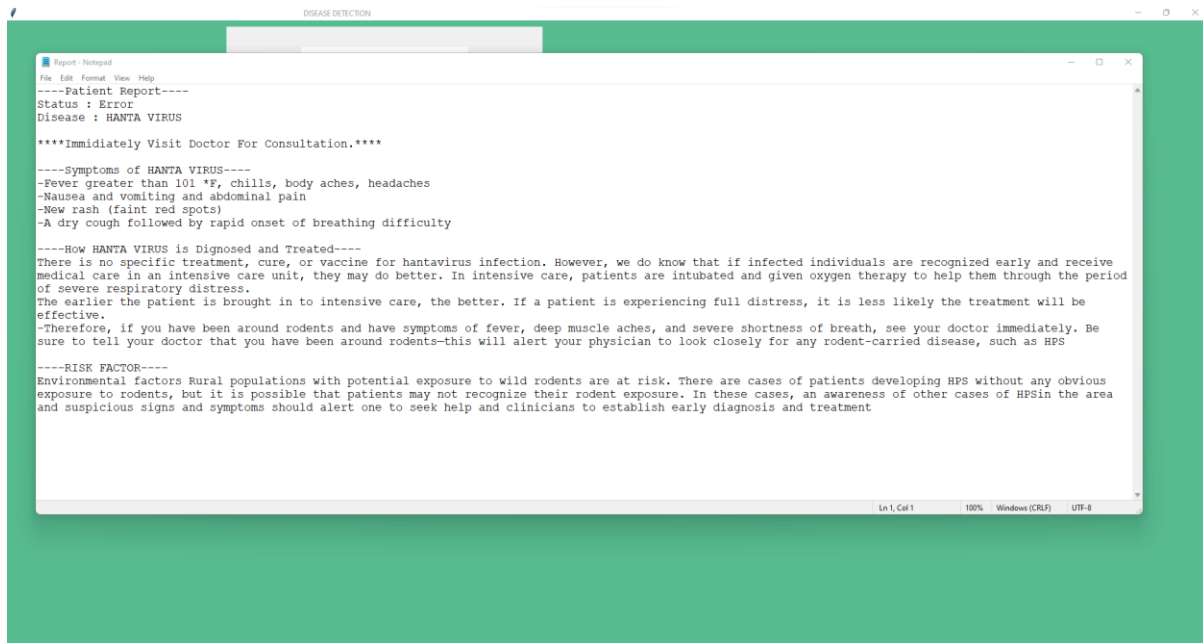 DISEASE DETECTION
Report - Notepad
File Edit Format View Help
----Patient Report----
Status : Error
Disease : HANTA VIRUS
****Immidiately Visit Doctor For Consultation.****
----Symptoms of HANTA VIRUS----
-Fever greater than 101 *F, chills, body aches, headaches
-Nausea and vomiting and abdominal pain
-New rash (faint red spots)
-A dry cough followed by rapid onset of breathing difficulty
----How HANTA VIRUS is Dignosed and Treated----
There is no specific treatment, cure, or vaccine for hantavirus infection. However, we do know that if infected individuals are recognized early and receive
medical care in an intensive care unit, they may do better. In intensive care, patients are intubated and given oxygen therapy to help them through the period
of severe respiratory distress.
The earlier the patient is brought in to intensive care, the better. If a patient is experiencing full distress, it is less likely the treatment will be
effective.
-Therefore, if you have been around rodents and have symptoms of fever, deep muscle aches, and severe shortness of breath, see your doctor immediately. Be
sure to tell your doctor that you have been around rodents—this will alert your physician to look closely for any rodent-carried disease, such as HPS
----RISK FACTOR----
Environmental factors Rural populations with potential exposure to wild rodents are at risk. There are cases of patients developing HPS without any obvious
exposure to rodents, but it is possible that patients may not recognize their rodent exposure. In these cases, an awareness of other cases of HPSin the area
and suspicious signs and symptoms should alert one to seek help and clinicians to establish early diagnosis and treatment
Ln 1, Col 1 100% Windows (CRLF) UTF-8